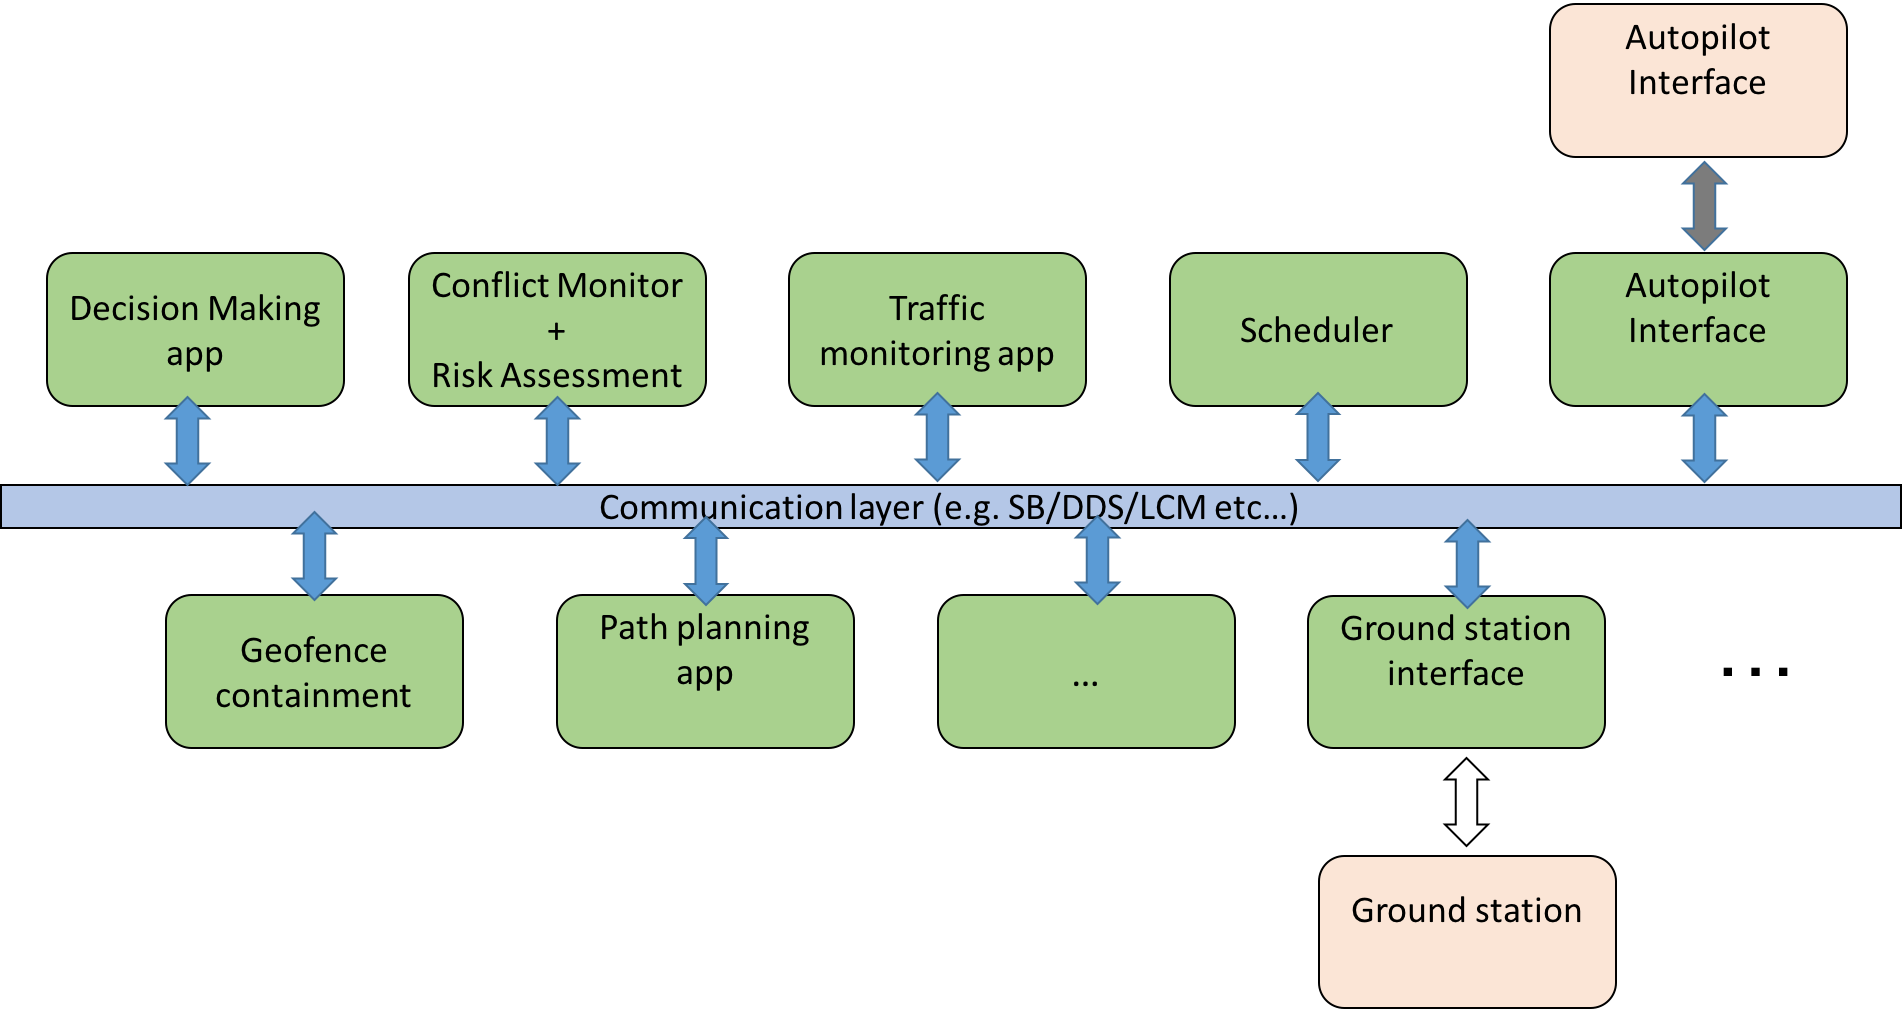 Autopilot
Interface
Decision Making
app
Conflict Monitor
+
Risk Assessment
Traffic
monitoring app
Scheduler
Autopilot
Interface
Communication layer (e.g. SB/DDS/LCM etc...)
Geofence
containment
Path planning
app
...
Ground station
interface
...
Ground station